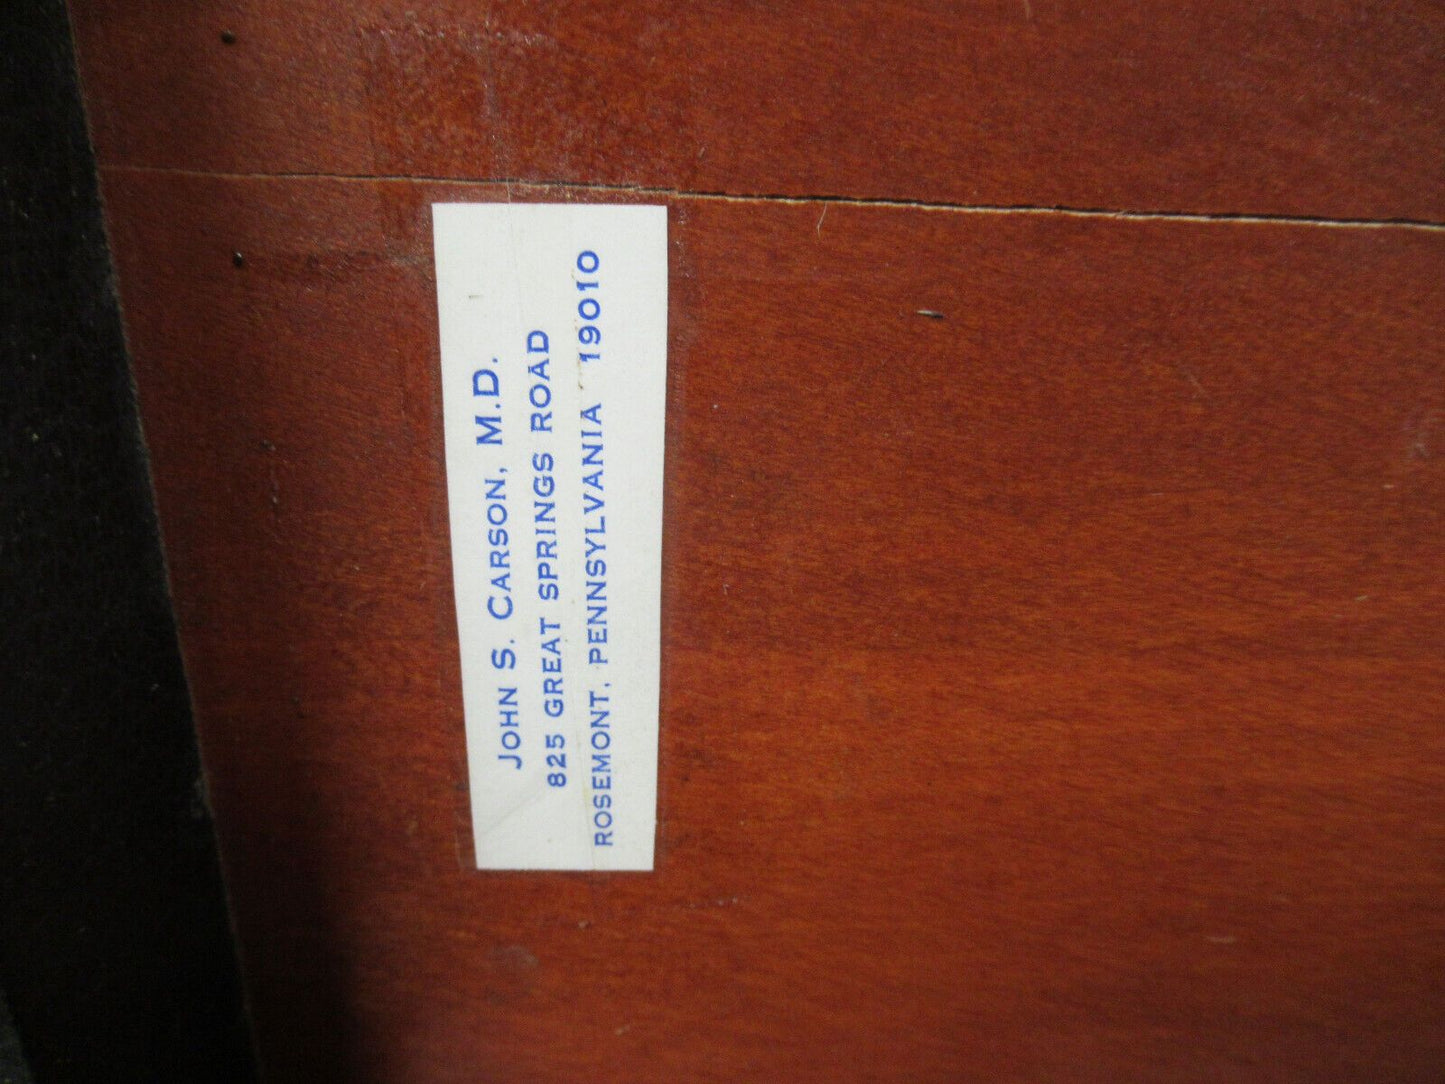 JOHN S. CARSON, M.D.
825 GREAT SPRINGS ROAD
ROSEMONT, PENNSYLVANIA 19010